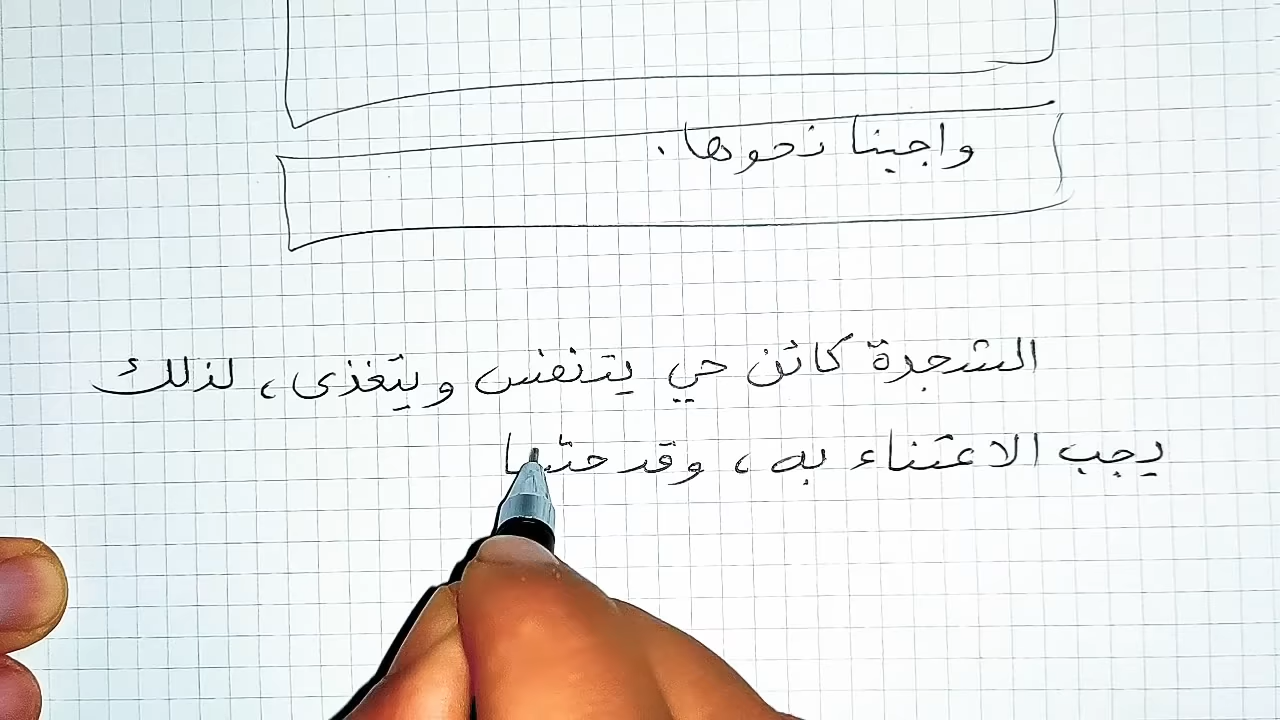 واجبنا نحوها.
الشجرة كائن حي يتنفس ويتغذى، لذلك
يجب الاعتناء به، وقد حثنا